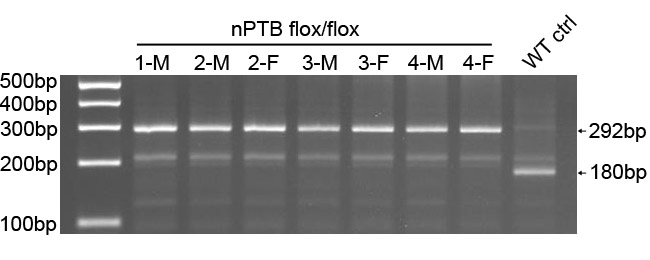 nPTB flox/flox
1-M 2-M 2-F 3-M 3-F 4-M 4-F WT ctrl
500bp
400bp
300bp
292bp
200bp
180bp
100bp